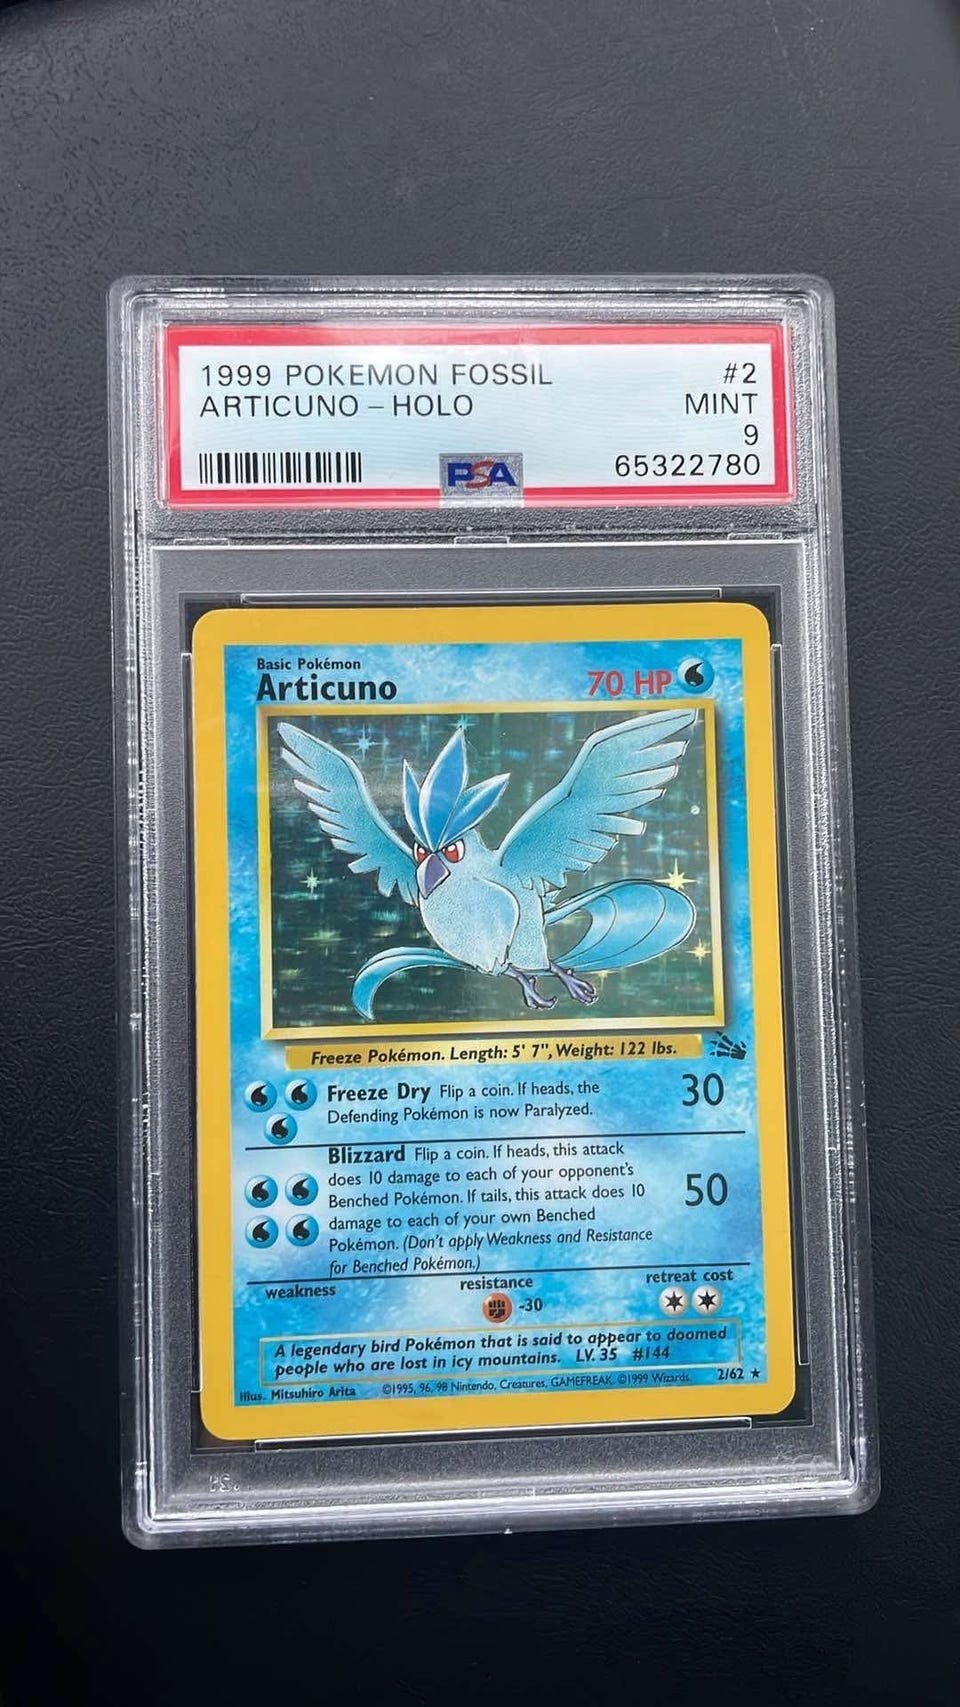 1999 POKEMON FOSSIL #2
ARTICUNO – HOLO MINT
9
PSA 65322780
Basic Pokémon
Articuno 70 HP
Freeze Pokémon. Length: 5' 7", Weight: 122 lbs.
Freeze Dry Flip a coin. If heads, the 30
Defending Pokémon is now Paralyzed.
Blizzard Flip a coin. If heads, this attack
does 10 damage to each of your opponent's
Benched Pokémon. If tails, this attack does 10 50
damage to each of your own Benched
Pokémon. (Don't apply Weakness and Resistance
for Benched Pokémon.)
weakness resistance retreat cost
-30
A legendary bird Pokémon that is said to appear to doomed
people who are lost in icy mountains. LV. 35 #144
Illus. Mitsuhiro Arita ©1995, 96, 98 Nintendo, Creatures, GAMEFREAK. ©1999 Wizards. 2/62 ★